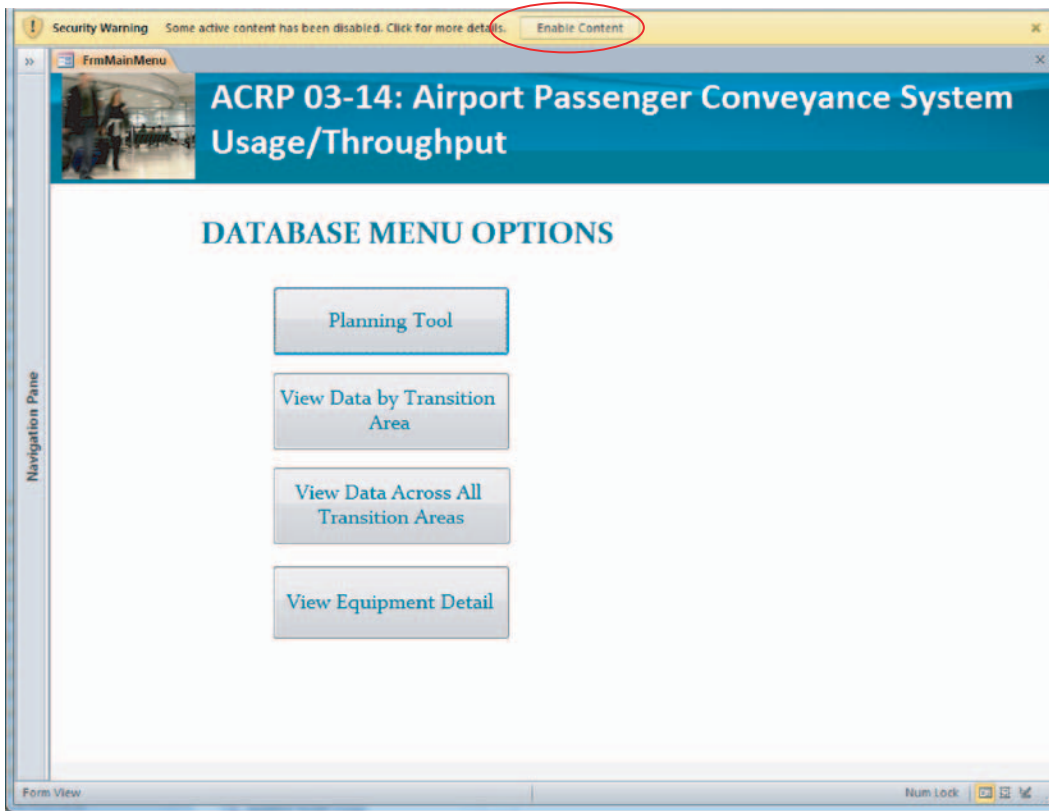 Security Warning Some active content has been disabled. Click for more details. Enable Content
FrmMainMenu
ACRP 03-14: Airport Passenger Conveyance System
Usage/Throughput
DATABASE MENU OPTIONS
Planning Tool
View Data by Transition
Area
View Data Across All
Transition Areas
View Equipment Detail
Navigation Pane
Form View Num Lock